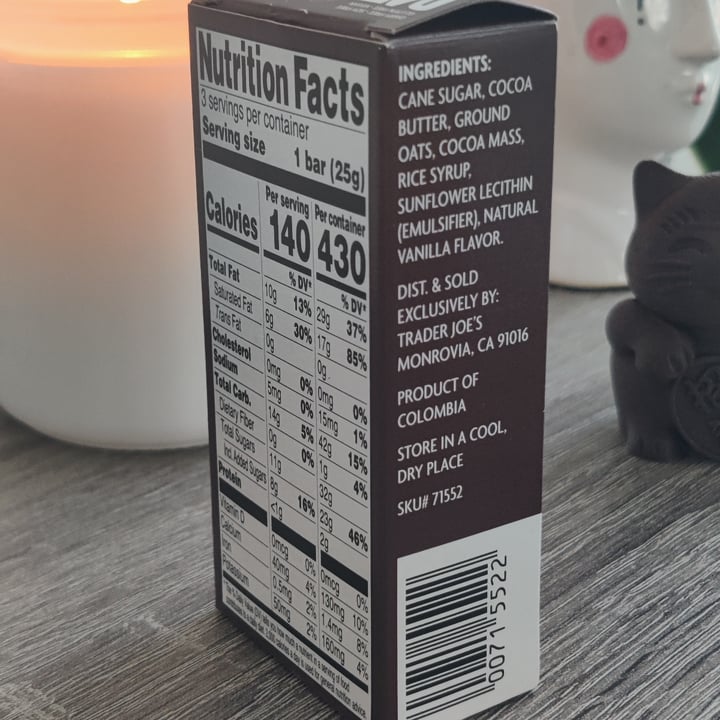 Nutrition Facts
3 servings per container
Serving size 1 bar (25g)
Calories Per serving 140 Per container 430
% DV* % DV*
Total Fat 10g 13% 29g 37%
Saturated Fat 6g 30% 17g 85%
Trans Fat 0g 0g
Cholesterol 0mg 0% 0mg 0%
Sodium 5mg 0% 15mg 1%
Total Carb. 14g 5% 42g 15%
Dietary Fiber 0g 0% 1g 4%
Total Sugars 11g 32g
Incl. Added Sugars 8g 16% 23g 46%
Protein <1g 2g
Vitamin D 0mcg 0% 0mcg 0%
Calcium 40mg 4% 130mg 10%
Iron 0.5mg 2% 1.4mg 8%
Potassium 50mg 2% 160mg 4%
INGREDIENTS:
CANE SUGAR, COCOA
BUTTER, GROUND
OATS, COCOA MASS,
RICE SYRUP,
SUNFLOWER LECITHIN
(EMULSIFIER), NATURAL
VANILLA FLAVOR.
DIST. & SOLD
EXCLUSIVELY BY:
TRADER JOE'S
MONROVIA, CA 91016
PRODUCT OF
COLOMBIA
STORE IN A COOL,
DRY PLACE
SKU# 71552
0071 5522